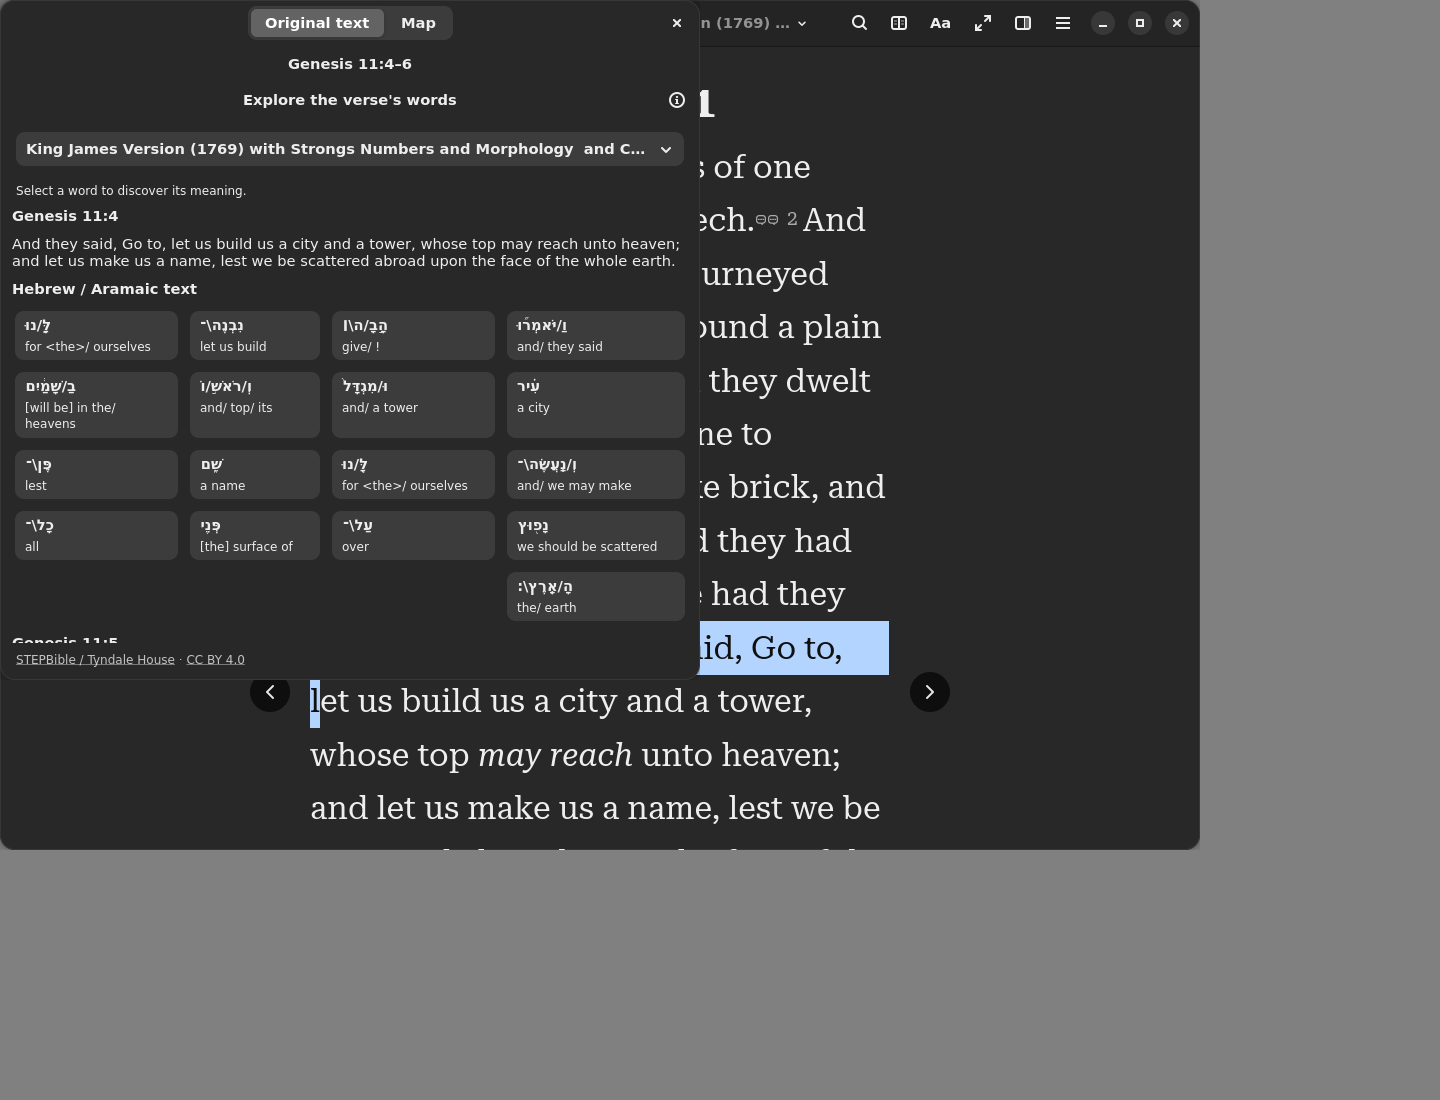 Original text
Map
n (1769) …
Aa
Genesis 11:4–6
Explore the verse's words
King James Version (1769) with Strongs Numbers and Morphology  and C…
Select a word to discover its meaning.
Genesis 11:4
And they said, Go to, let us build us a city and a tower, whose top may reach unto heaven;
and let us make us a name, lest we be scattered abroad upon the face of the whole earth.
Hebrew / Aramaic text
וַ/יֹּאמְר֞וּ
and/ they said
הָ֣בָ/ה\׀
give/ !
נִבְנֶה\־
let us build
לָּ֣/נוּ
for <the>/ ourselves
עִ֗יר
a city
וּ/מִגְדָּל֙
and/ a tower
וְ/רֹאשׁ֣/וֹ
and/ top/ its
בַ/שָּׁמַ֔יִם
[will be] in the/
heavens
וְ/נַֽעֲשֶׂה\־
and/ we may make
לָּ֖/נוּ
for <the>/ ourselves
שֵׁ֑ם
a name
פֶּן\־
lest
נָפ֖וּץ
we should be scattered
עַל\־
over
פְּנֵ֥י
[the] surface of
כָל\־
all
הָ/אָֽרֶץ\׃
the/ earth
Genesis 11:5
STEPBible / Tyndale House · CC BY 4.0
s of one
ech. 2 And
urneyed
ound a plain
they dwelt
ne to
ke brick, and
d they had
e had they
aid, Go to,
let us build us a city and a tower,
whose top may reach unto heaven;
and let us make us a name, lest we be